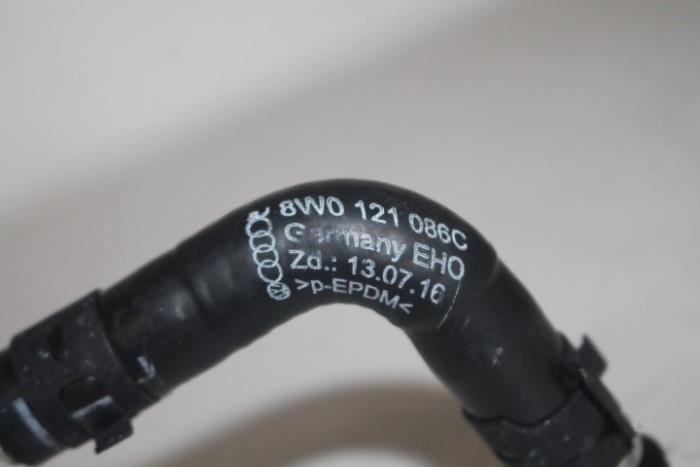 8W0 121 086C
Germany EHO
Zd.: 13.07.16
>p-EPDM<